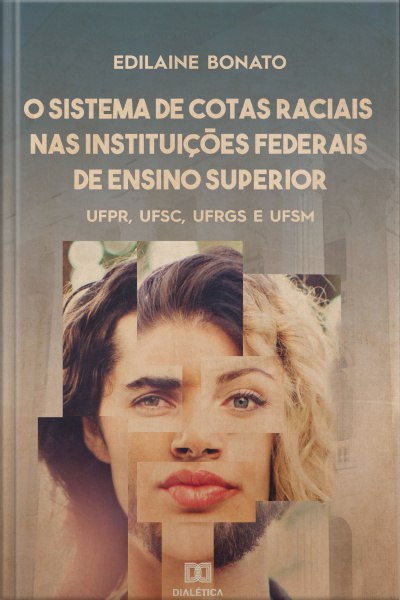 EDILAINE BONATO
O SISTEMA DE COTAS RACIAIS
NAS INSTITUIÇÕES FEDERAIS
DE ENSINO SUPERIOR
UFPR, UFSC, UFRGS E UFSM
DIALÉTICA